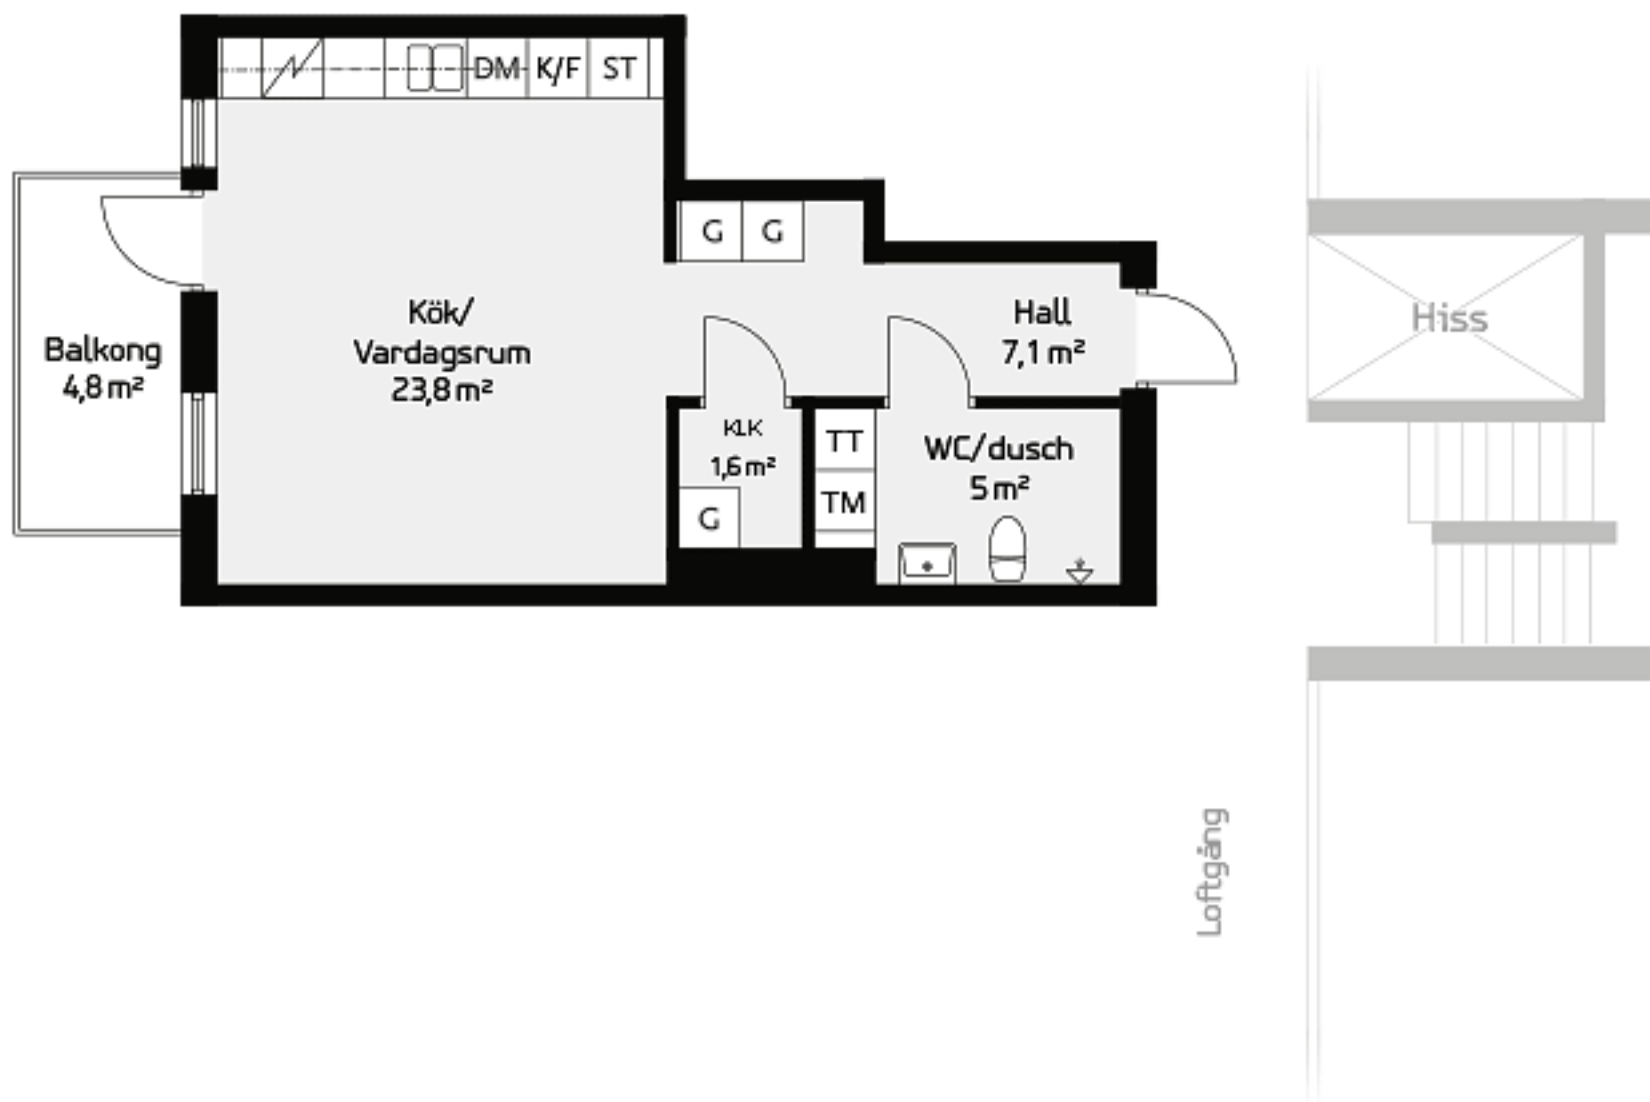 DM K/F ST
G G
Kök/
Vardagsrum
23,8 m²
Balkong
4,8 m²
Hall
7,1 m²
KLK
1,6 m²
G
TT
TM
WC/dusch
5 m²
Hiss
Loftgång